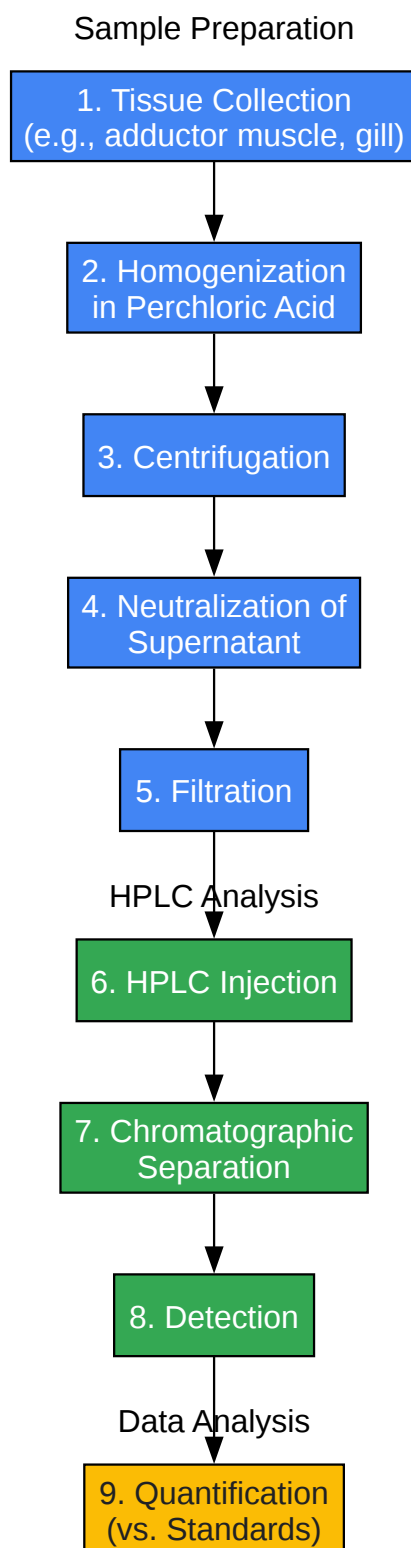 Sample Preparation
1. Tissue Collection
(e.g., adductor muscle, gill)
2. Homogenization
in Perchloric Acid
3. Centrifugation
4. Neutralization of
Supernatant
5. Filtration
HPLC Analysis
6. HPLC Injection
7. Chromatographic
Separation
8. Detection
Data Analysis
9. Quantification
(vs. Standards)